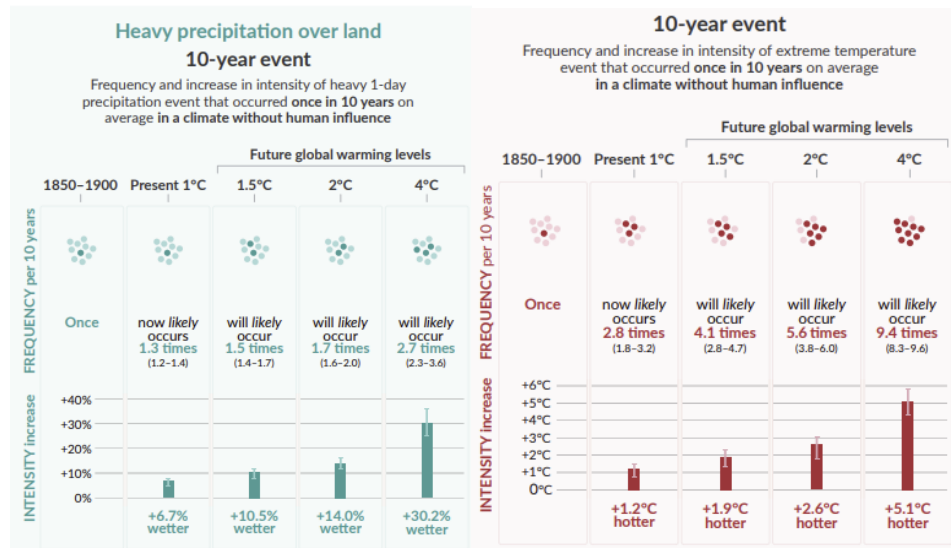 Heavy precipitation over land
10-year event
Frequency and increase in intensity of heavy 1-day
precipitation event that occurred once in 10 years on
average in a climate without human influence
Future global warming levels
1850–1900 Present 1°C 1.5°C 2°C 4°C
FREQUENCY per 10 years
Once
now likely
occurs
1.3 times
(1.2–1.4)
will likely
occur
1.5 times
(1.4–1.7)
will likely
occur
1.7 times
(1.6–2.0)
will likely
occur
2.7 times
(2.3–3.6)
INTENSITY increase
+40%
+30%
+20%
+10%
0%
+6.7%
wetter
+10.5%
wetter
+14.0%
wetter
+30.2%
wetter
10-year event
Frequency and increase in intensity of extreme temperature
event that occurred once in 10 years on average
in a climate without human influence
Future global warming levels
1850–1900 Present 1°C 1.5°C 2°C 4°C
FREQUENCY per 10 years
Once
now likely
occurs
2.8 times
(1.8–3.2)
will likely
occur
4.1 times
(2.8–4.7)
will likely
occur
5.6 times
(3.8–6.0)
will likely
occur
9.4 times
(8.3–9.6)
INTENSITY increase
+6°C
+5°C
+4°C
+3°C
+2°C
+1°C
0°C
+1.2°C
hotter
+1.9°C
hotter
+2.6°C
hotter
+5.1°C
hotter